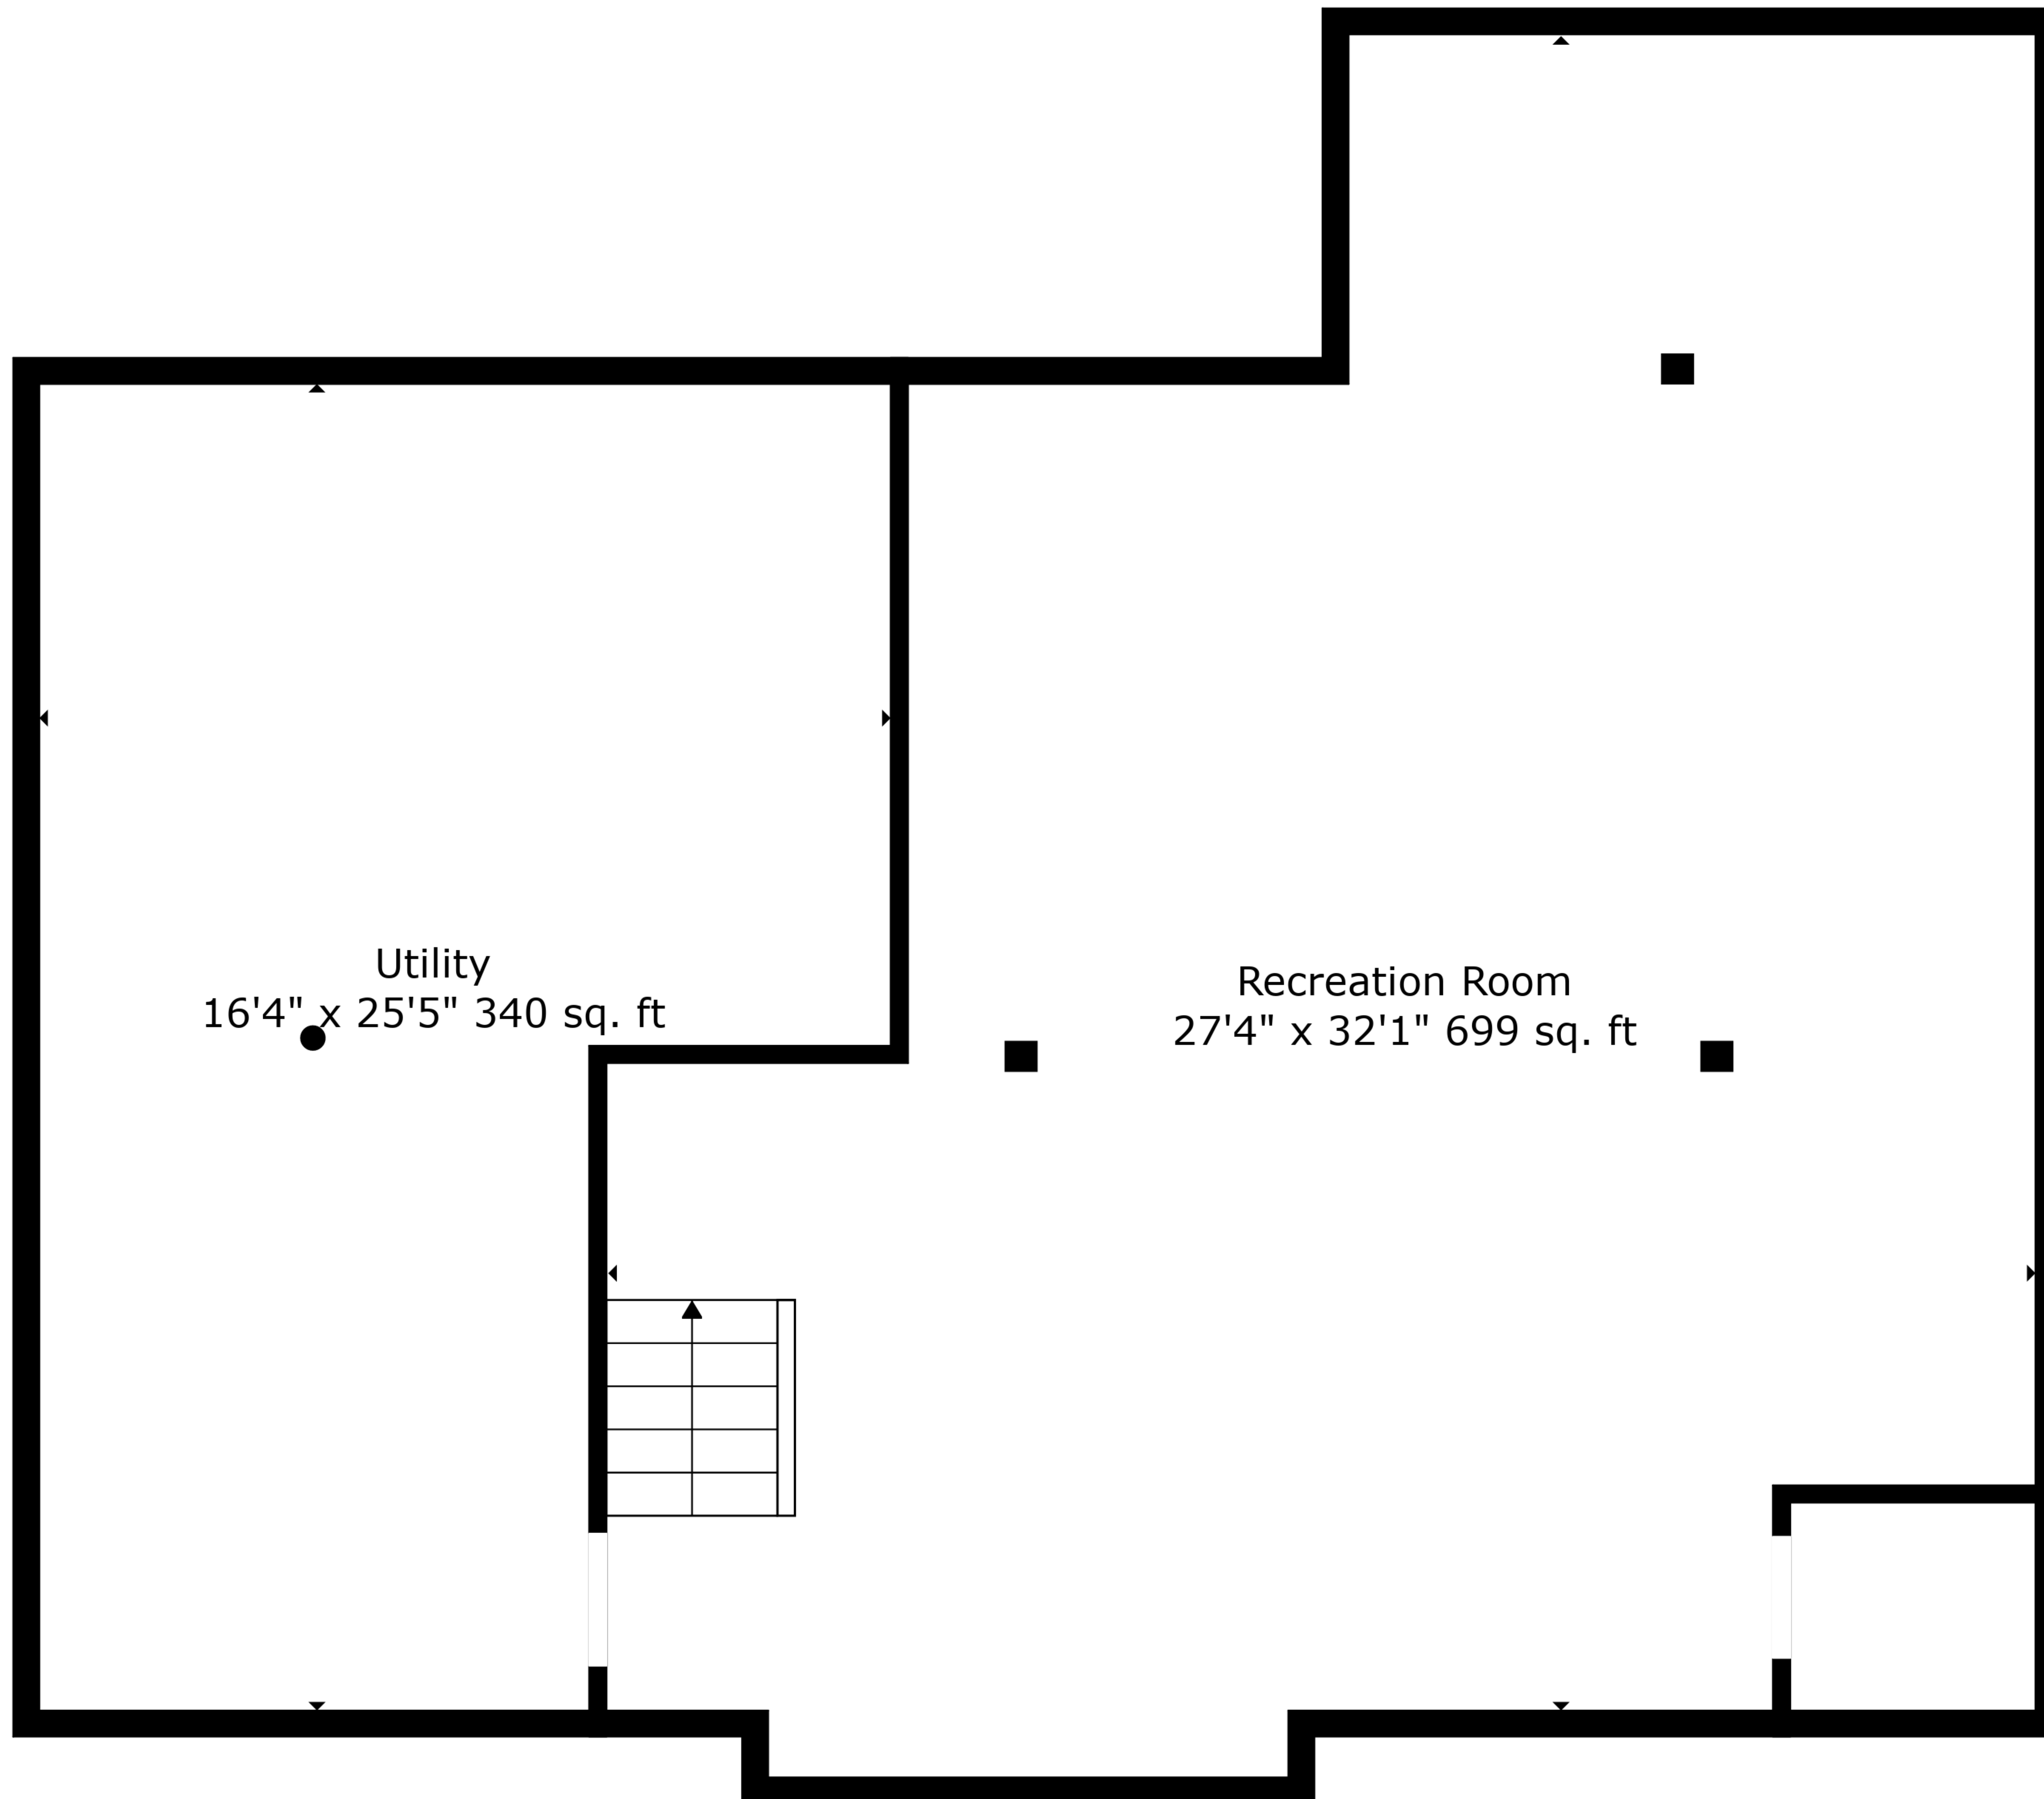 Utility
16'4" x 25'5" 340 sq. ft
Recreation Room
27'4" x 32'1" 699 sq. ft